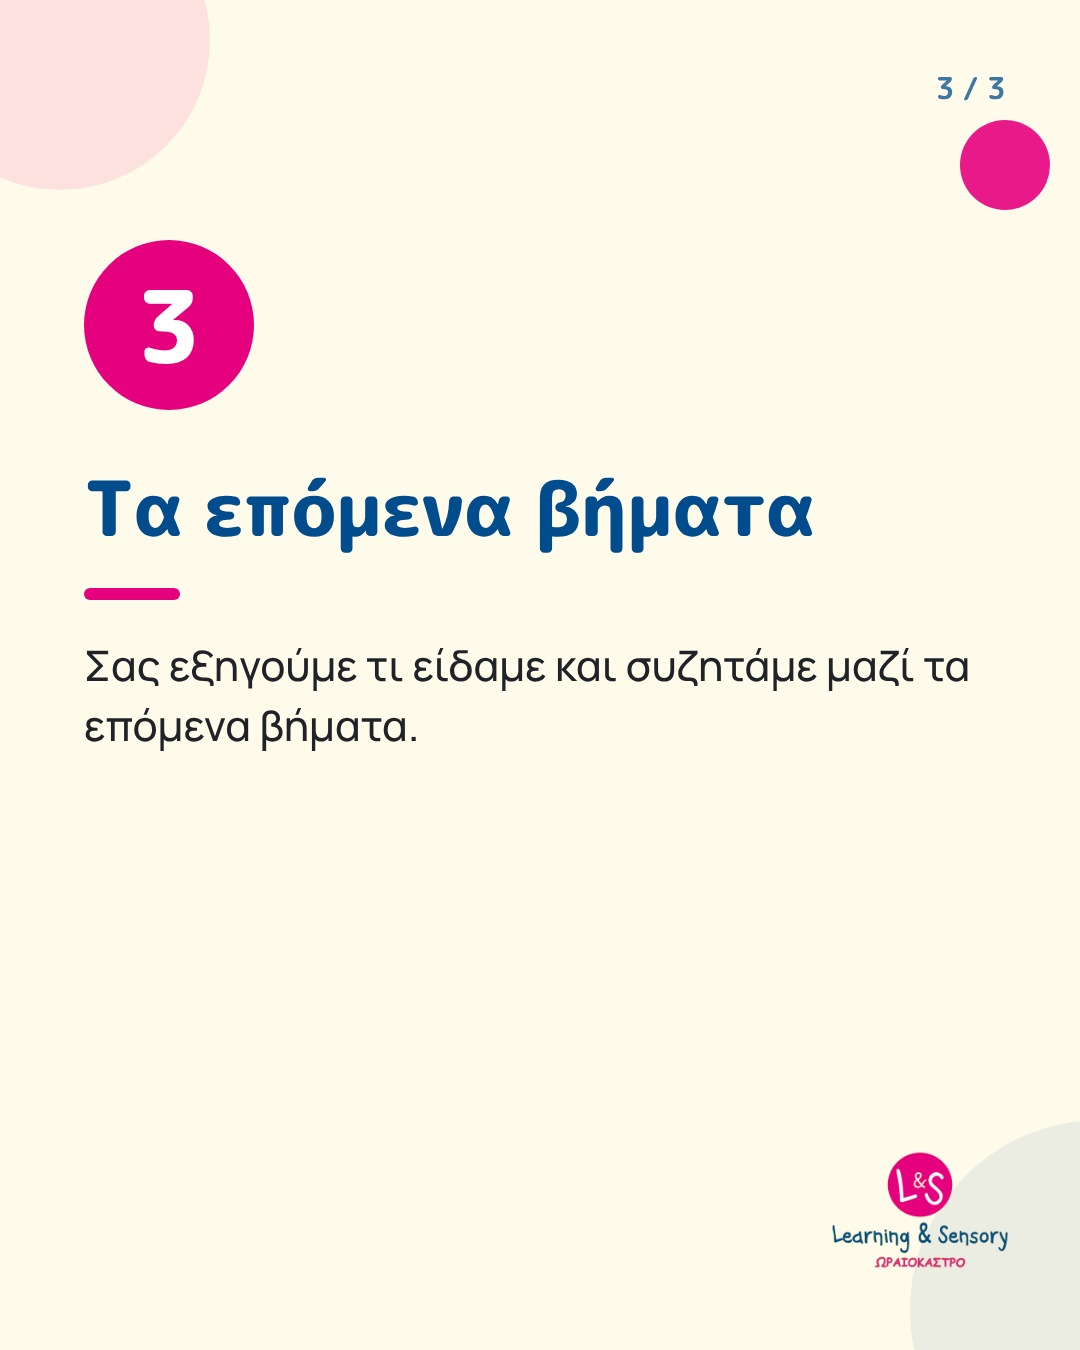 3 / 3
3
Τα επόμενα βήματα
Σας εξηγούμε τι είδαμε και συζητάμε μαζί τα
επόμενα βήματα.
L&S
Learning & Sensory
ΩΡΑΙΟΚΑΣΤΡΟ